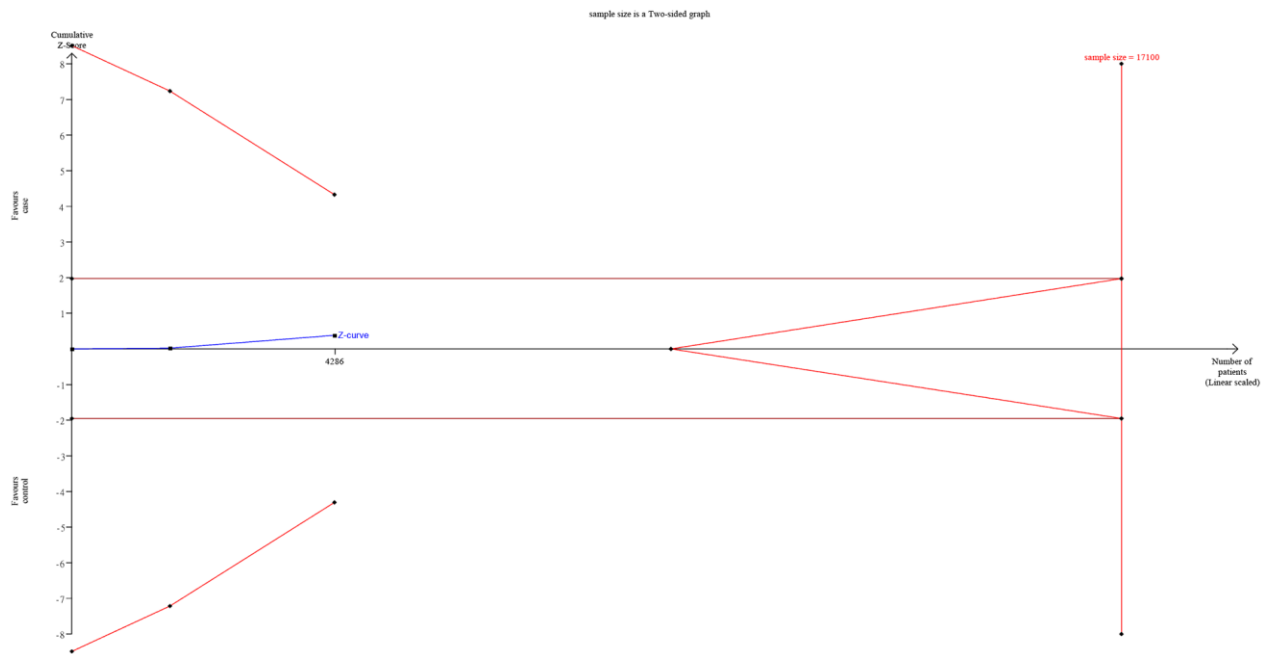 sample size is a Two-sided graph
Cumulative
Z-Score
sample size = 17100
8
7
6
5
4
3
2
1
-1
-2
-3
-4
-5
-6
-7
-8
Favours
case
Favours
control
Z-curve
4286
Number of
patients
(Linear scaled)